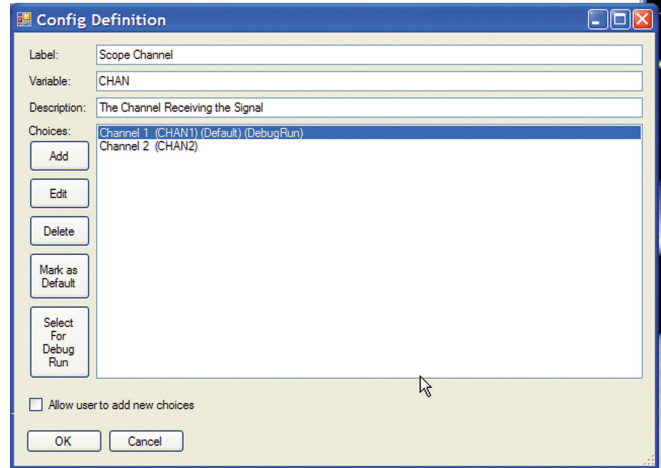 Config Definition
Label: Scope Channel
Variable: CHAN
Description: The Channel Receiving the Signal
Choices:
Channel 1 (CHAN1) (Default) (DebugRun)
Channel 2 (CHAN2)
Add
Edit
Delete
Mark as
Default
Select
For
Debug
Run
Allow user to add new choices
OK Cancel